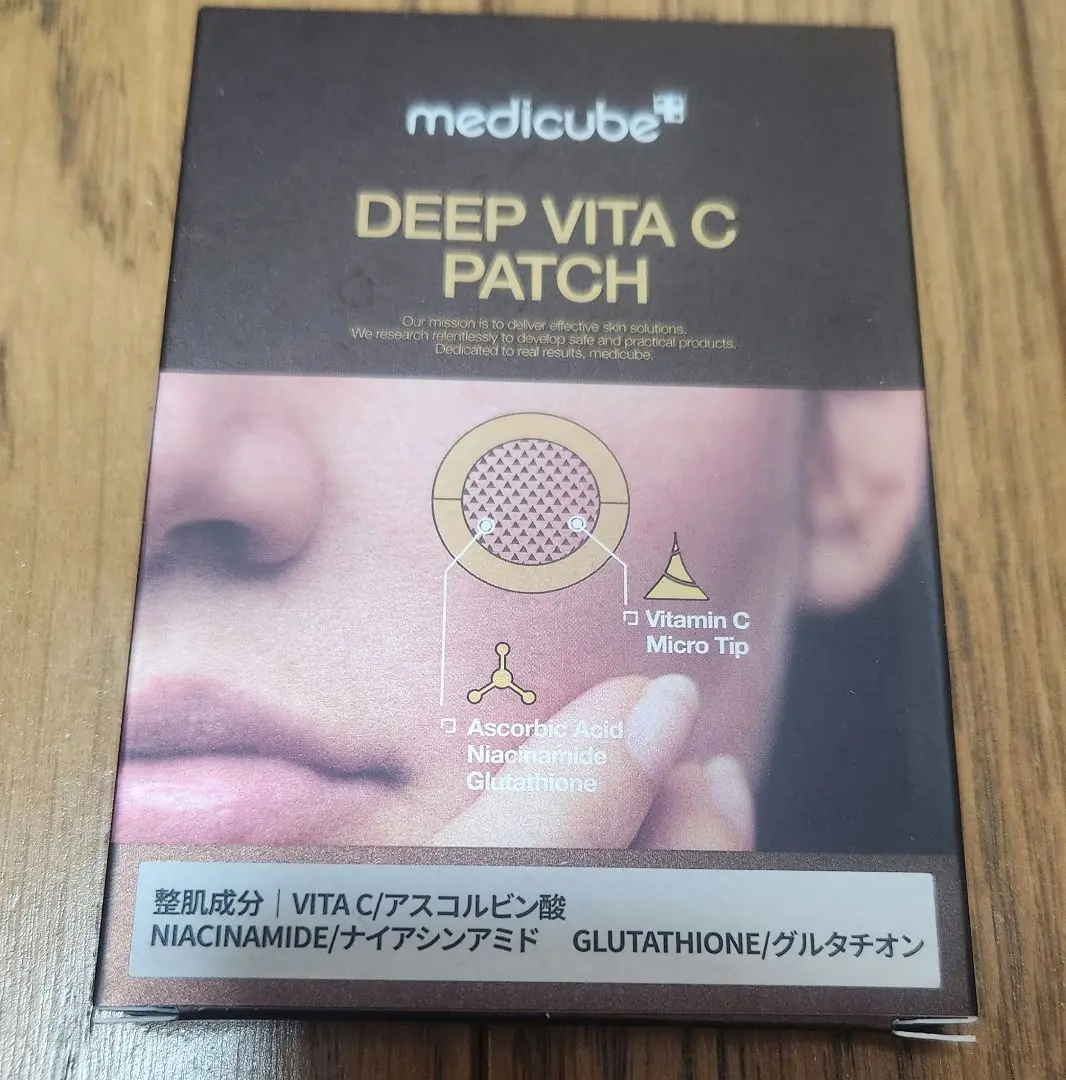 medicube
DEEP VITA C
PATCH
Our mission is to deliver effective skin solutions.
We research relentlessly to develop safe and practical products.
Dedicated to real results, medicube.
Vitamin C
Micro Tip
Ascorbic Acid
Niacinamide
Glutathione
整肌成分｜VITA C/アスコルビン酸
NIACINAMIDE/ナイアシンアミド GLUTATHIONE/グルタチオン